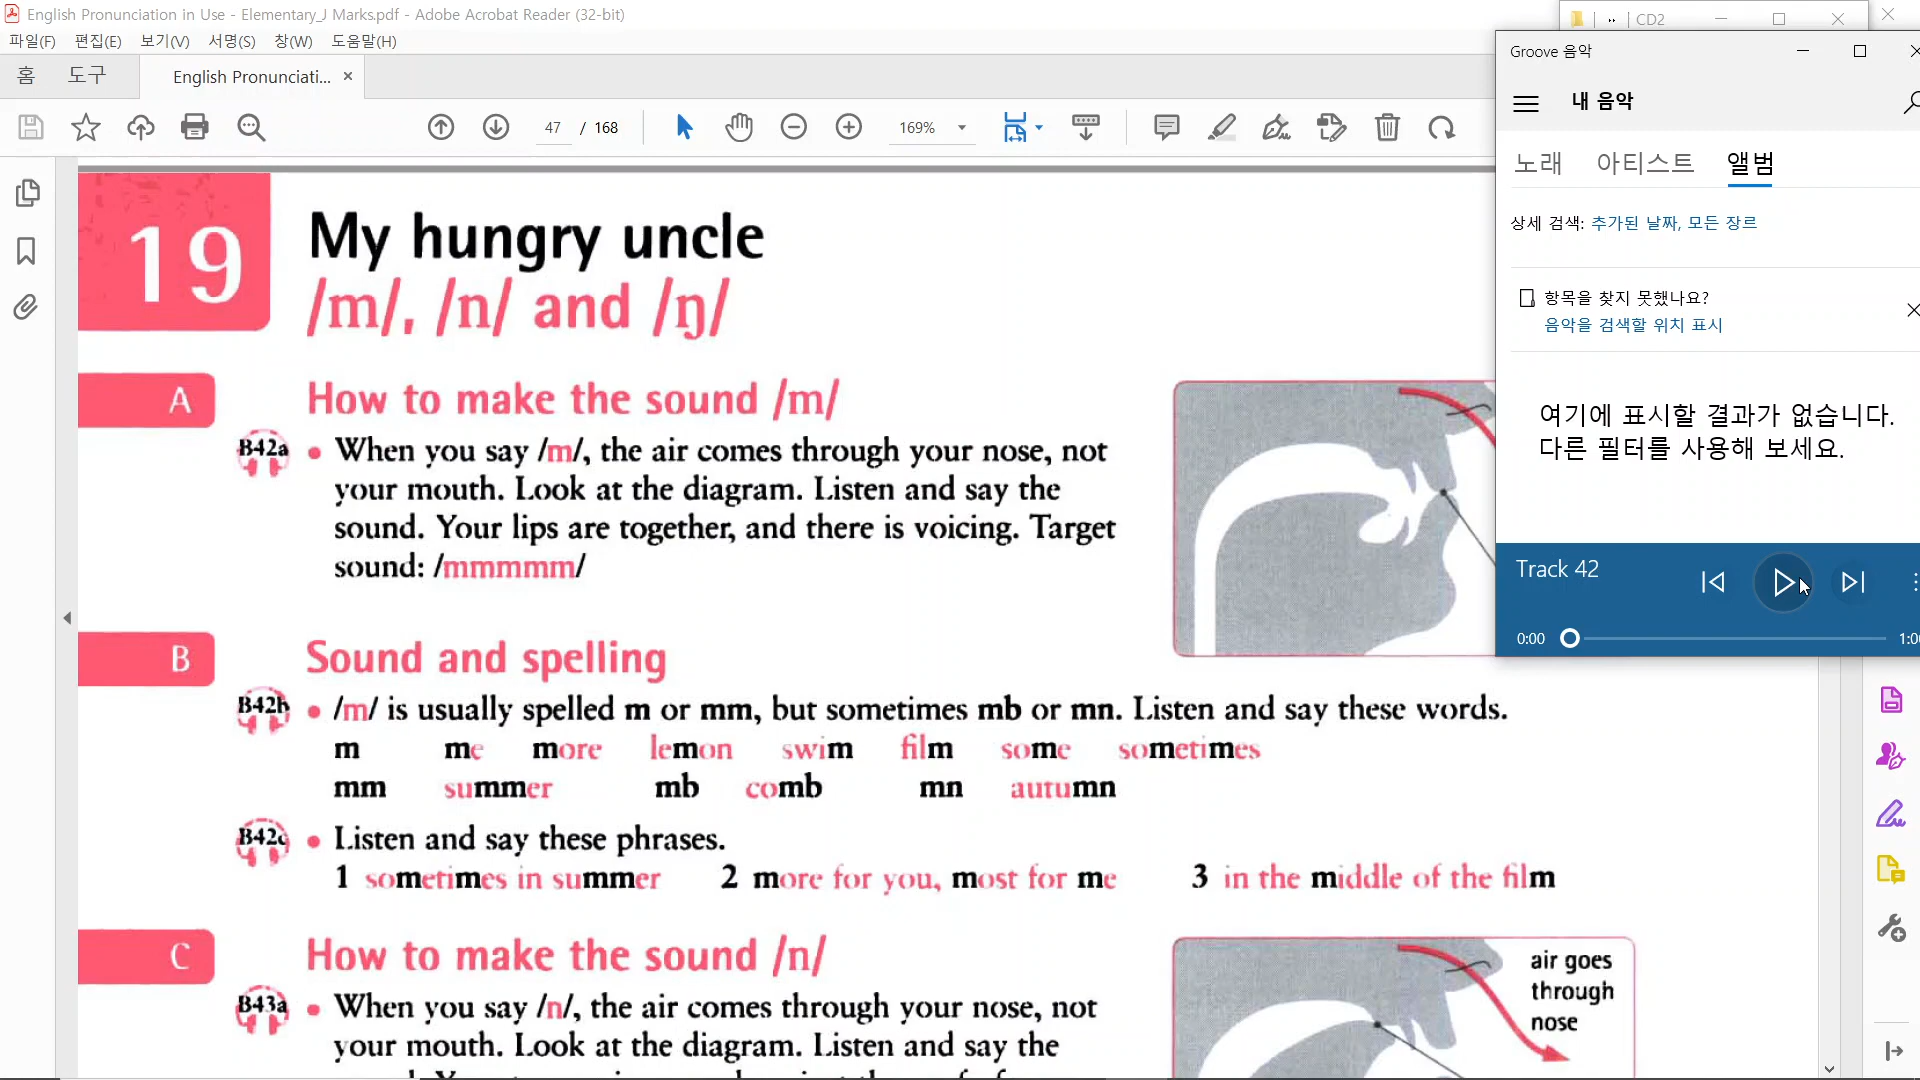 English Pronunciation in Use - Elementary_J Marks.pdf - Adobe Acrobat Reader (32-bit)
CD2
파일(F) 편집(E) 보기(V) 서명(S) 창(W) 도움말(H)
홈 도구 English Pronunciati...
47 / 168 169%
Groove 음악
내 음악
노래 아티스트 앨범
상세 검색: 추가된 날짜, 모든 장르
항목을 찾지 못했나요?
음악을 검색할 위치 표시
여기에 표시할 결과가 없습니다.
다른 필터를 사용해 보세요.
Track 42
0:00
19
My hungry uncle
/m/, /n/ and /ŋ/
A How to make the sound /m/
B42a • When you say /m/, the air comes through your nose, not
your mouth. Look at the diagram. Listen and say the
sound. Your lips are together, and there is voicing. Target
sound: /mmmmm/
B Sound and spelling
B42b • /m/ is usually spelled m or mm, but sometimes mb or mn. Listen and say these words.
m me more lemon swim film some sometimes
mm summer mb comb mn autumn
B42c • Listen and say these phrases.
1 sometimes in summer 2 more for you, most for me 3 in the middle of the film
C How to make the sound /n/
B43a • When you say /n/, the air comes through your nose, not
your mouth. Look at the diagram. Listen and say the
air goes
through
nose